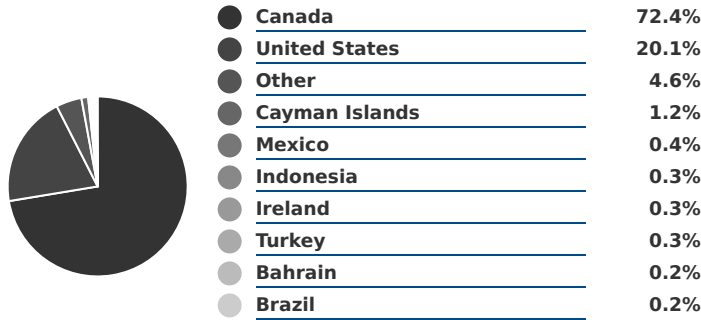 Canada 72.4%
United States 20.1%
Other 4.6%
Cayman Islands 1.2%
Mexico 0.4%
Indonesia 0.3%
Ireland 0.3%
Turkey 0.3%
Bahrain 0.2%
Brazil 0.2%